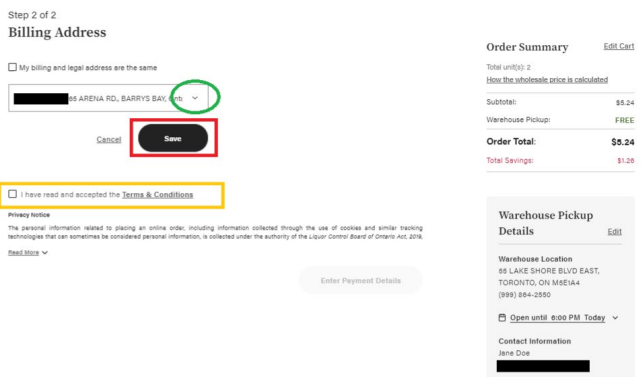 Step 2 of 2
Billing Address
My billing and legal address are the same
65 ARENA RD., BARRYS BAY, Onta
Cancel
Save
I have read and accepted the Terms & Conditions
Privacy Notice
The personal information related to placing an online order, including information collected through the use of cookies and similar tracking
technologies that can sometimes be considered personal information, is collected under the authority of the Liquor Control Board of Ontario Act, 2019,
Read More
Enter Payment Details
Order Summary
Edit Cart
Total unit(s): 2
How the wholesale price is calculated
Subtotal:
$5.24
Warehouse Pickup:
FREE
Order Total:
$5.24
Total Savings:
$1.26
Warehouse Pickup
Details
Edit
Warehouse Location
55 LAKE SHORE BLVD EAST,
TORONTO, ON M5E1A4
(999) 864-2550
Open until 6:00 PM Today
Contact Information
Jane Doe